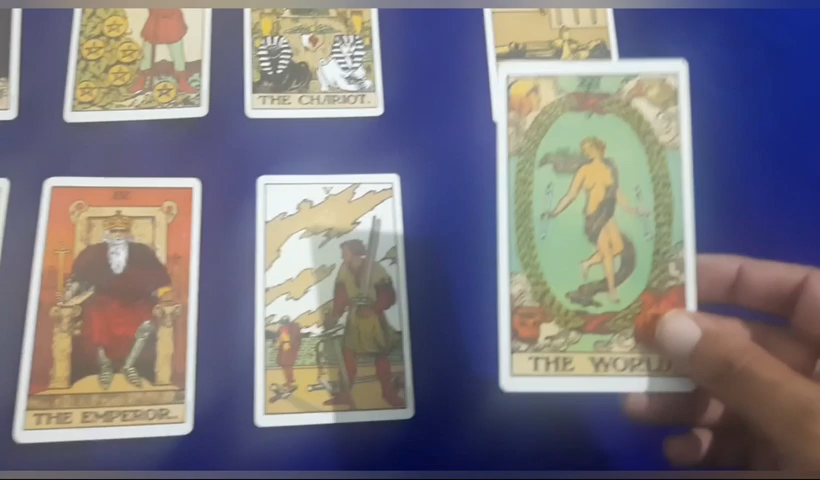 THE CHARIOT.
V
THE WORLD
THE EMPEROR.